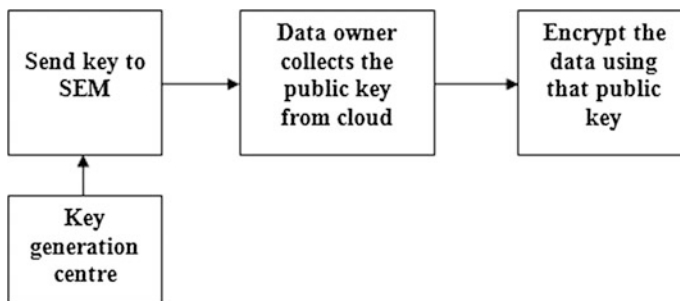 Send key to
SEM
Data owner
collects the
public key
from cloud
Encrypt the
data using
that public
key
Key
generation
centre